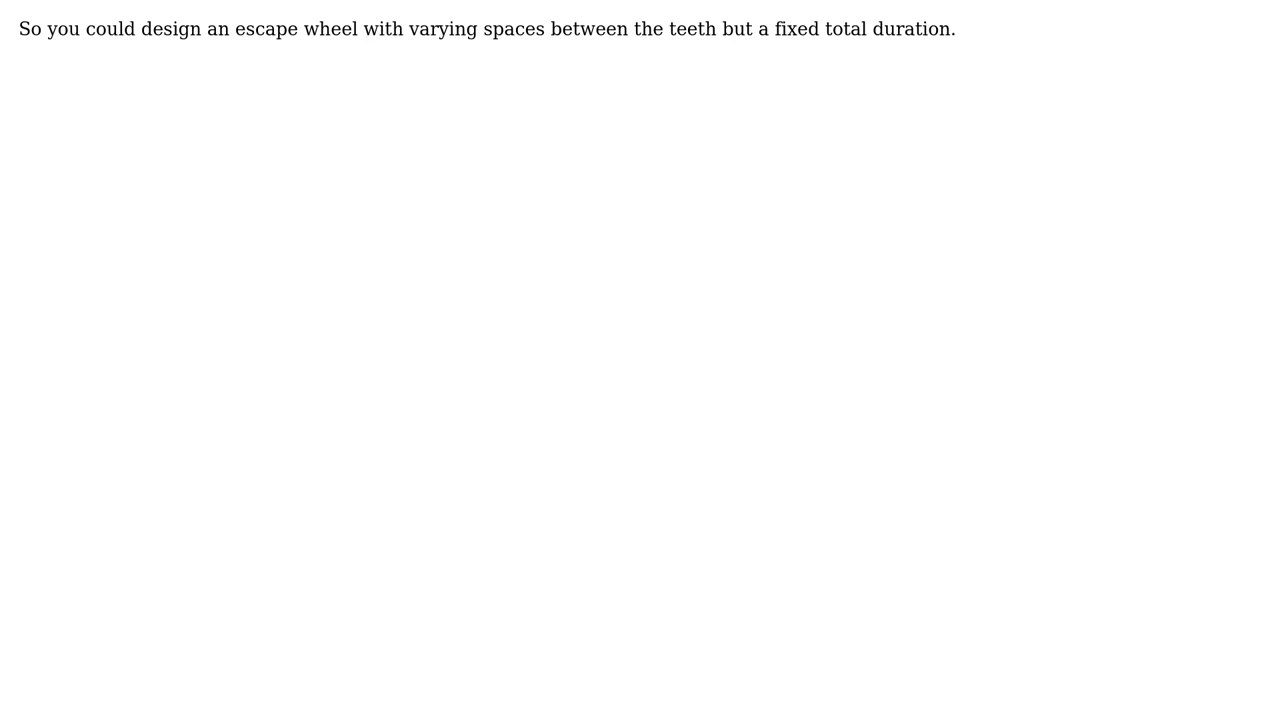 So you could design an escape wheel with varying spaces between the teeth but a fixed total duration.